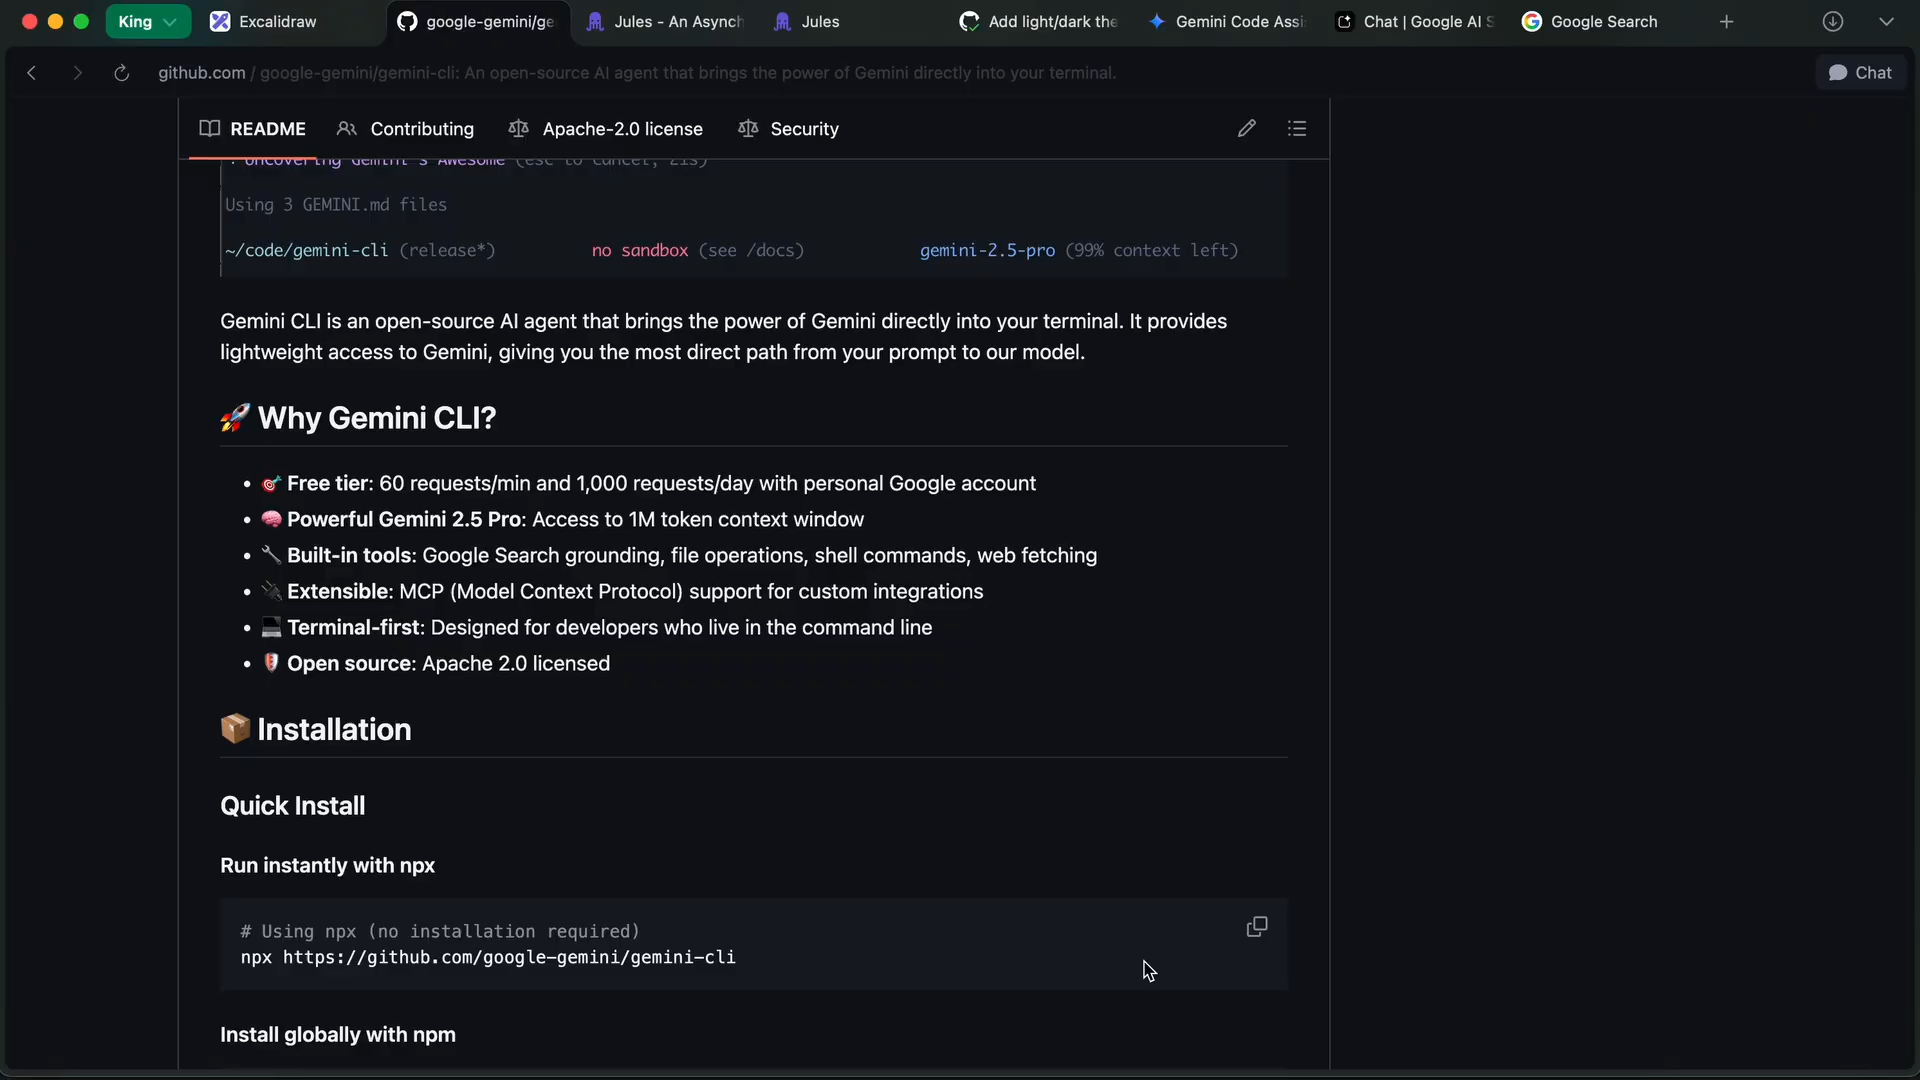 King
Excalidraw
google-gemini/ge
Jules - An Asynch
Jules
Add light/dark the
Gemini Code Assi
Chat | Google AI S
Google Search
github.com / google-gemini/gemini-cli: An open-source AI agent that brings the power of Gemini directly into your terminal.
Chat
README
Contributing
Apache-2.0 license
Security
Uncovering Gemini's Awesome (esc to cancel, 21s)
Using 3 GEMINI.md files
~/code/gemini-cli (release*) no sandbox (see /docs) gemini-2.5-pro (99% context left)
Gemini CLI is an open-source AI agent that brings the power of Gemini directly into your terminal. It provides
lightweight access to Gemini, giving you the most direct path from your prompt to our model.
🚀 Why Gemini CLI?
• 🎯 Free tier: 60 requests/min and 1,000 requests/day with personal Google account
• 🧠 Powerful Gemini 2.5 Pro: Access to 1M token context window
• 🔧 Built-in tools: Google Search grounding, file operations, shell commands, web fetching
• 🔌 Extensible: MCP (Model Context Protocol) support for custom integrations
• 💻 Terminal-first: Designed for developers who live in the command line
• 🛡️ Open source: Apache 2.0 licensed
📦 Installation
Quick Install
Run instantly with npx
# Using npx (no installation required)
npx https://github.com/google-gemini/gemini-cli
Install globally with npm